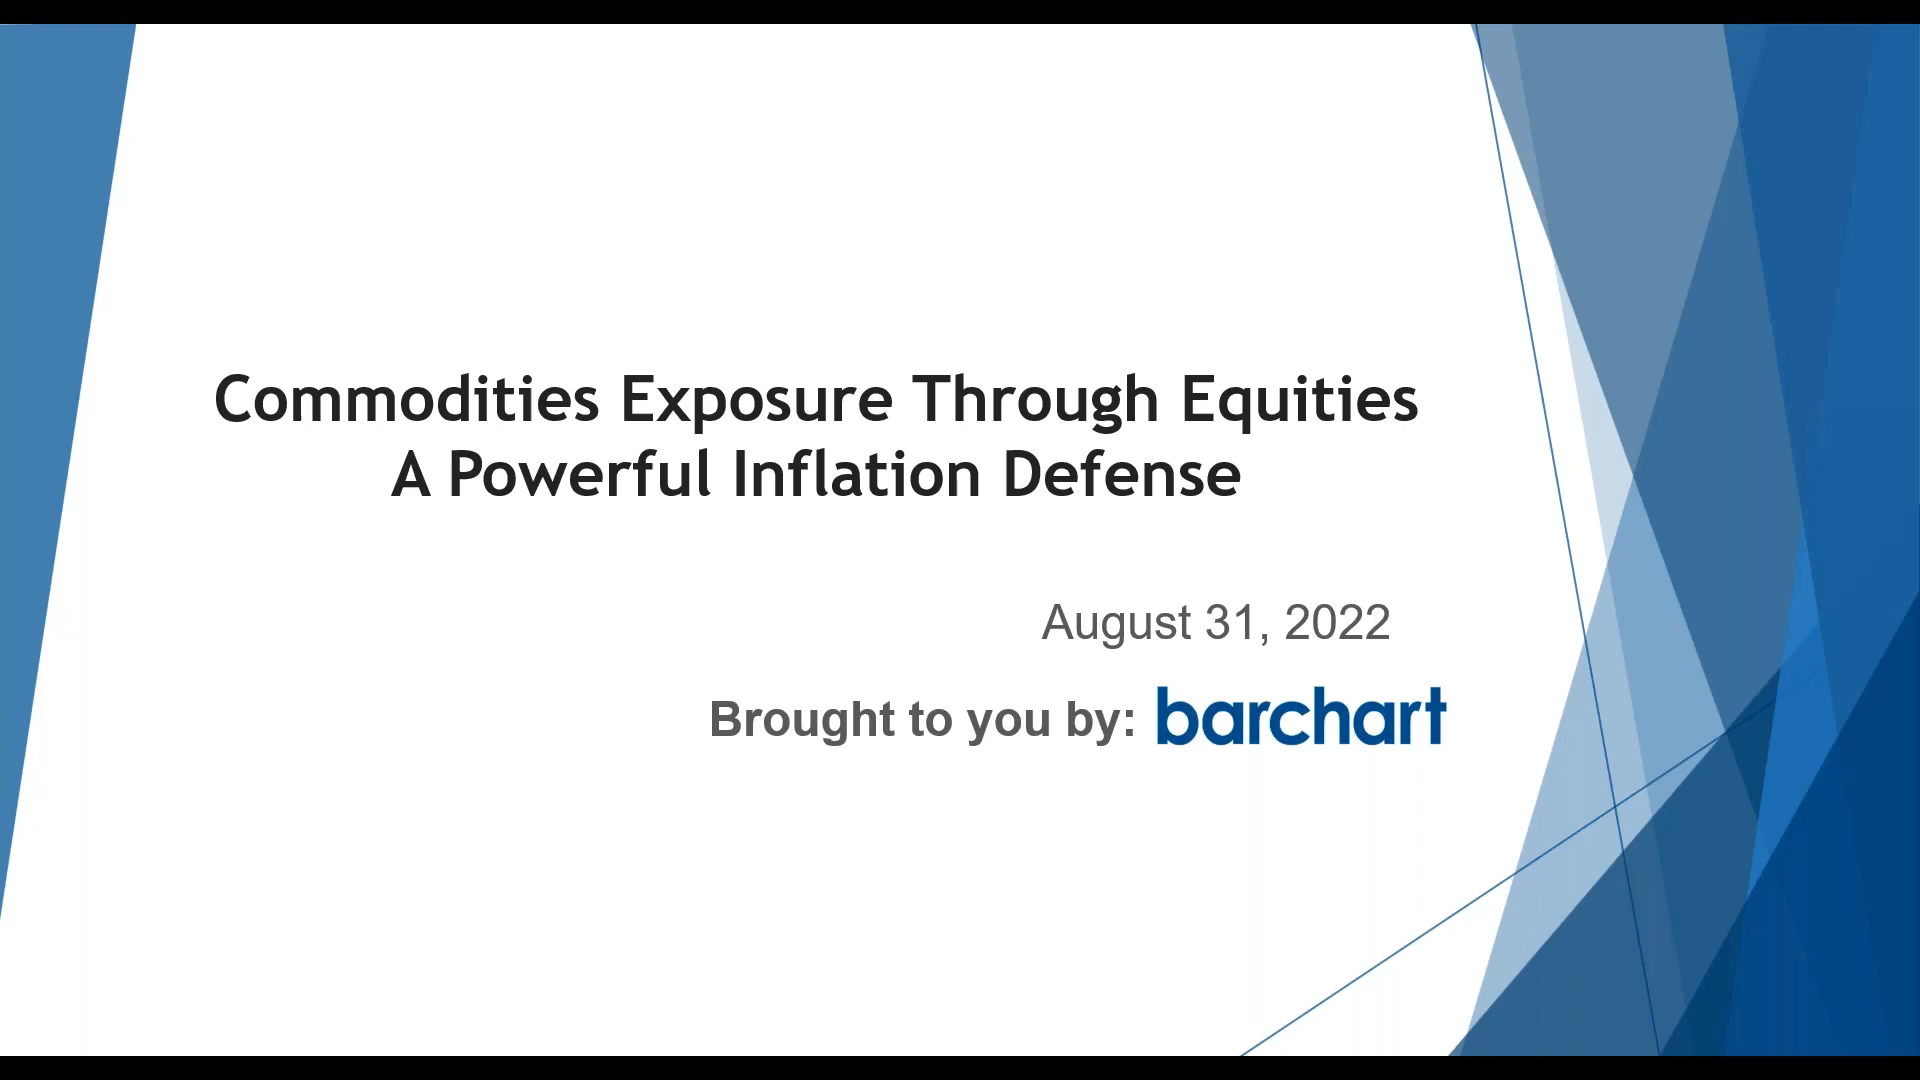 Commodities Exposure Through Equities
A Powerful Inflation Defense
August 31, 2022
Brought to you by: barchart